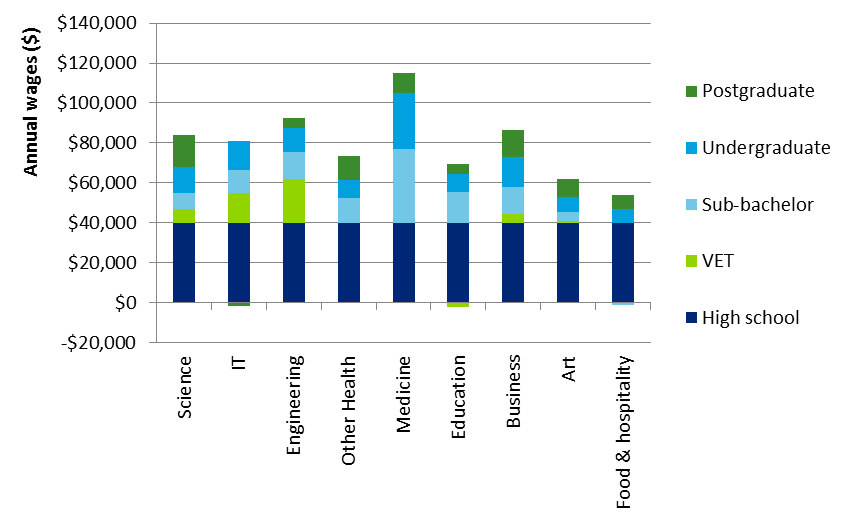 Annual wages ($)
$140,000
$120,000
$100,000
$80,000
$60,000
$40,000
$20,000
$0
-$20,000
Science
IT
Engineering
Other Health
Medicine
Education
Business
Art
Food & hospitality
Postgraduate
Undergraduate
Sub-bachelor
VET
High school